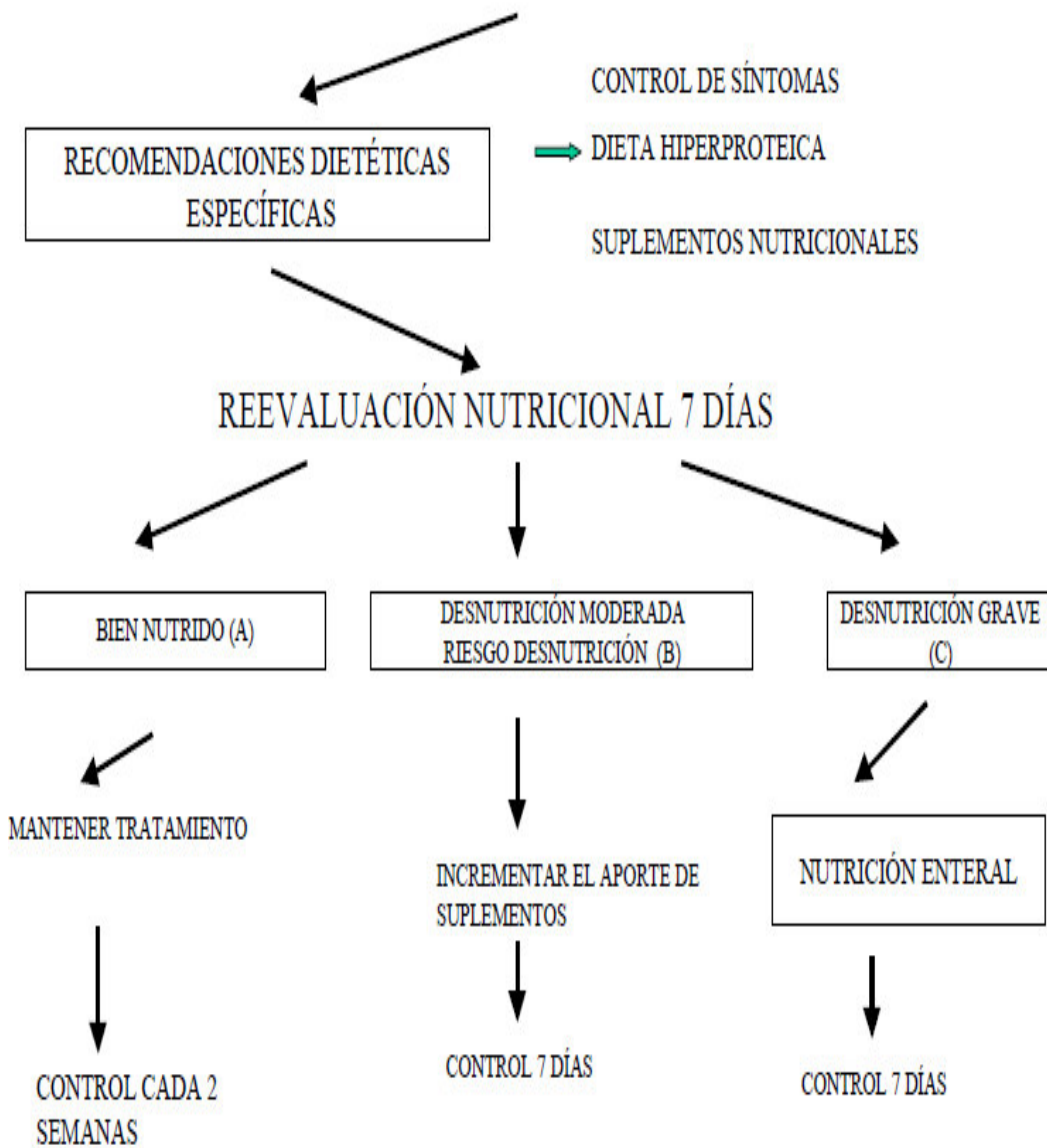 CONTROL DE SÍNTOMAS
RECOMENDACIONES DIETÉTICAS
ESPECÍFICAS
DIETA HIPERPROTEICA
SUPLEMENTOS NUTRICIONALES
REEVALUACIÓN NUTRICIONAL 7 DÍAS
BIEN NUTRIDO (A)
DESNUTRICIÓN MODERADA
RIESGO DESNUTRICIÓN (B)
DESNUTRICIÓN GRAVE
(C)
MANTENER TRATAMIENTO
INCREMENTAR EL APORTE DE
SUPLEMENTOS
NUTRICIÓN ENTERAL
CONTROL CADA 2
SEMANAS
CONTROL 7 DÍAS
CONTROL 7 DÍAS